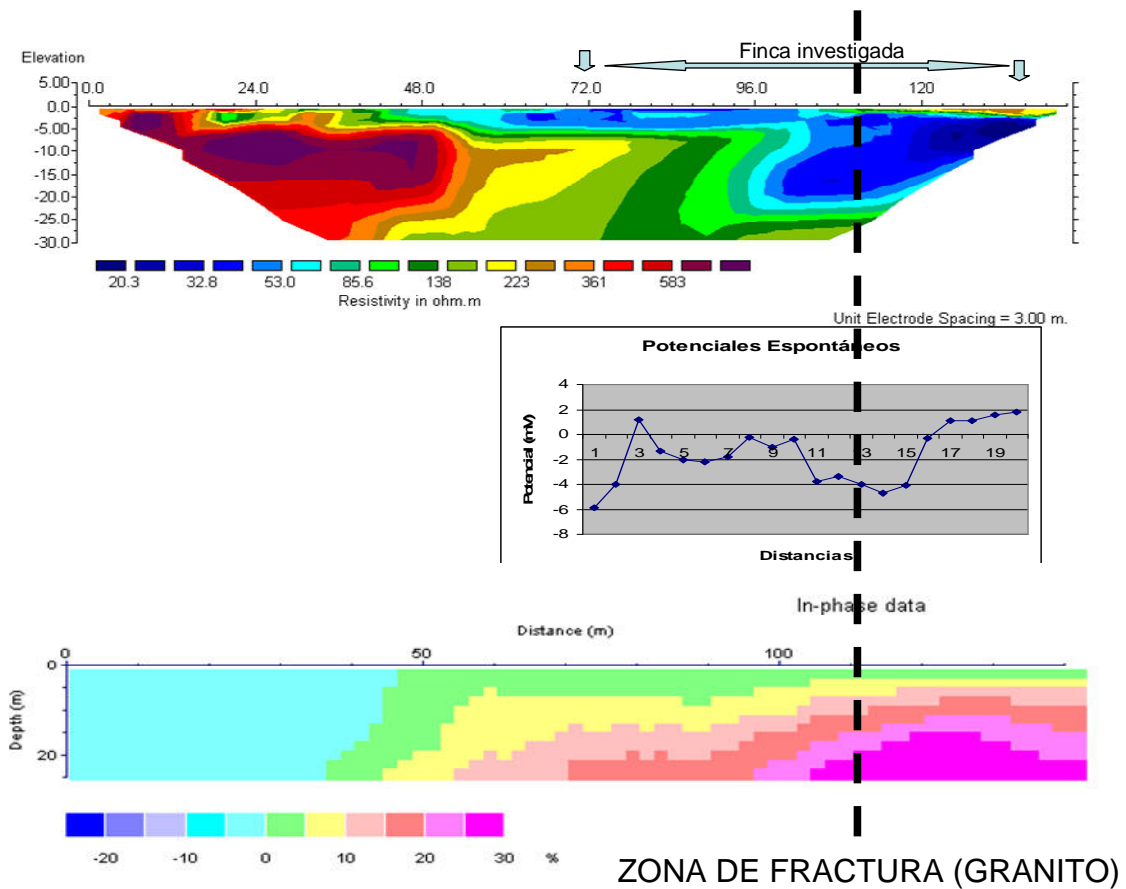 Finca investigada
Elevation
5.00
0.0 24.0 48.0 72.0 96.0 120
0.0
-5.00
-10.0
-15.0
-20.0
-25.0
-30.0
20.3 32.8 53.0 85.6 138 223 361 583
Resistivity in ohm.m
Unit Electrode Spacing = 3.00 m.
Potenciales Espontáneos
Potencial (mV)
4
2
0
-2
-4
-6
-8
1 3 5 7 9 11 3 15 17 19
Distancias
In-phase data
Distance (m)
0 50 100
Depth (m)
0
20
-20 -10 0 10 20 30 %
ZONA DE FRACTURA (GRANITO)